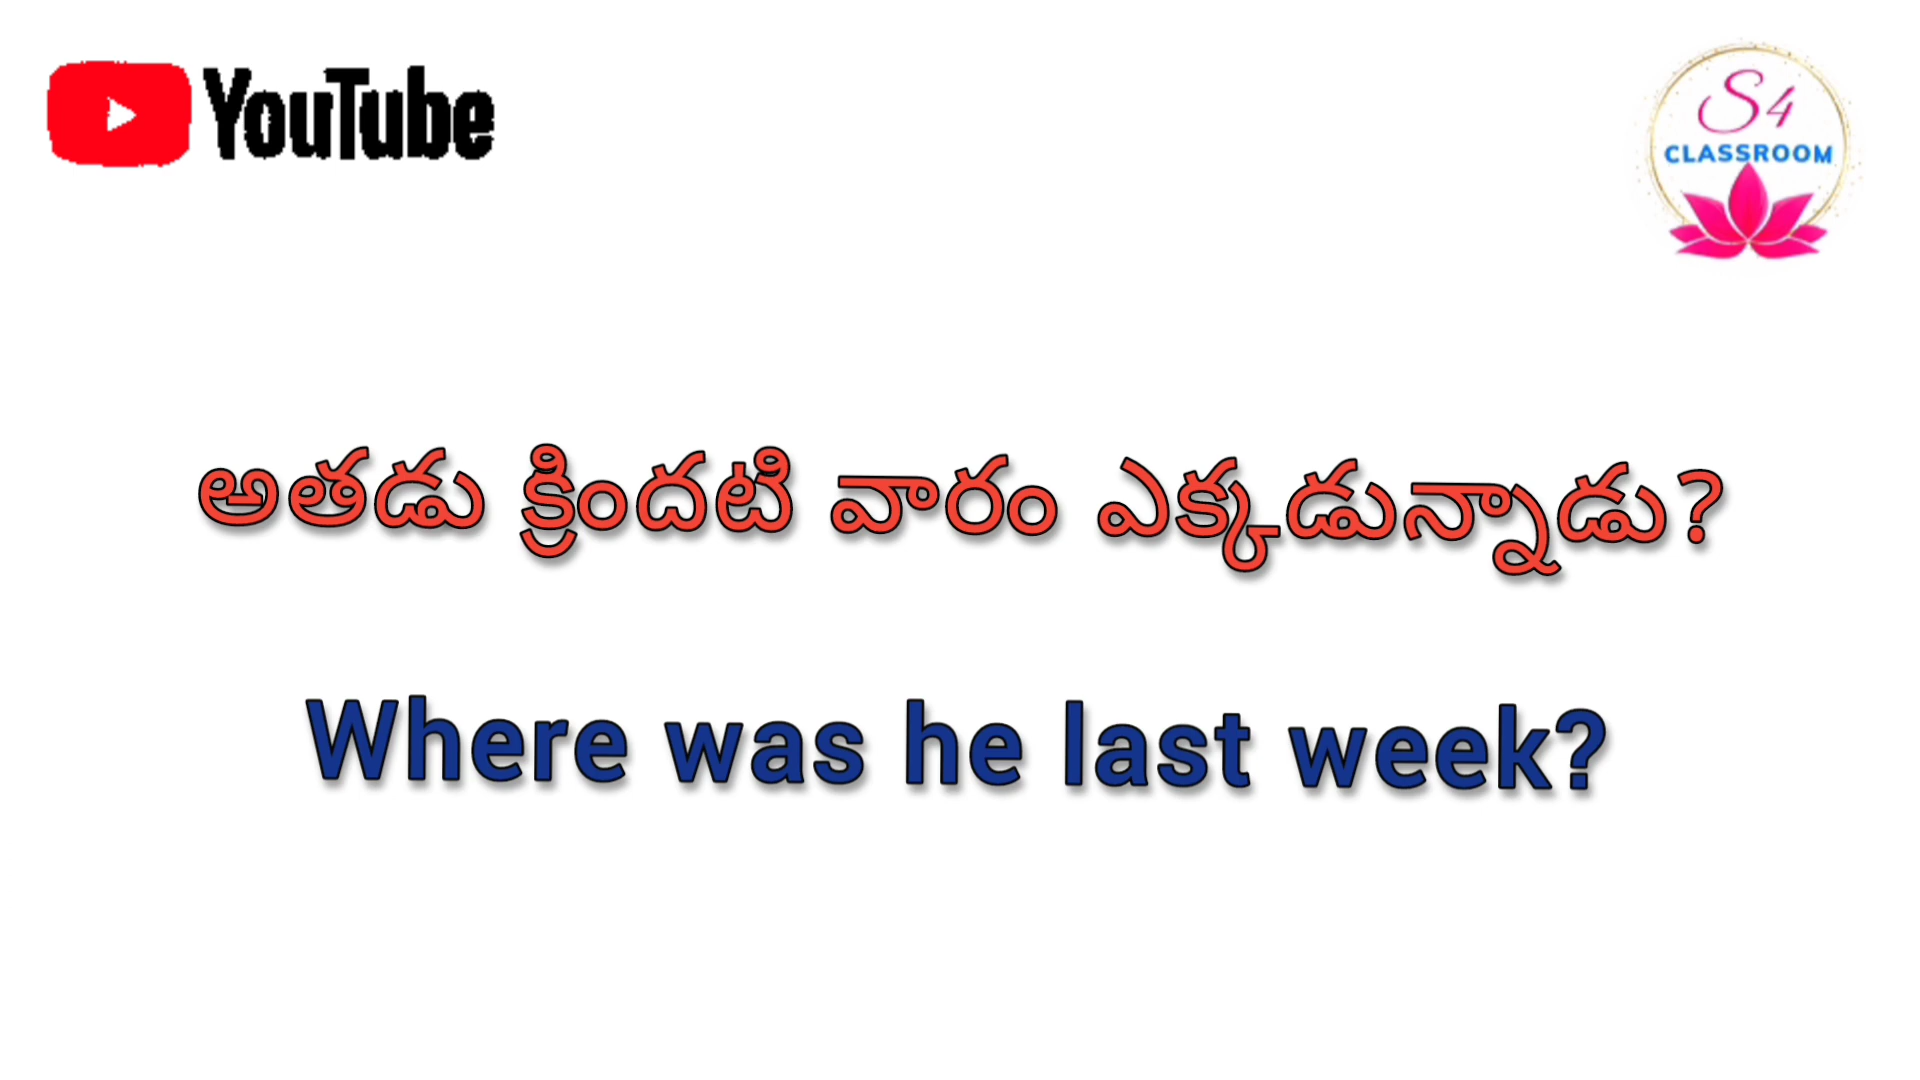 YouTube
S4
CLASSROOM
అతడు క్రిందటి వారం ఎక్కడున్నాడు?
Where was he last week?